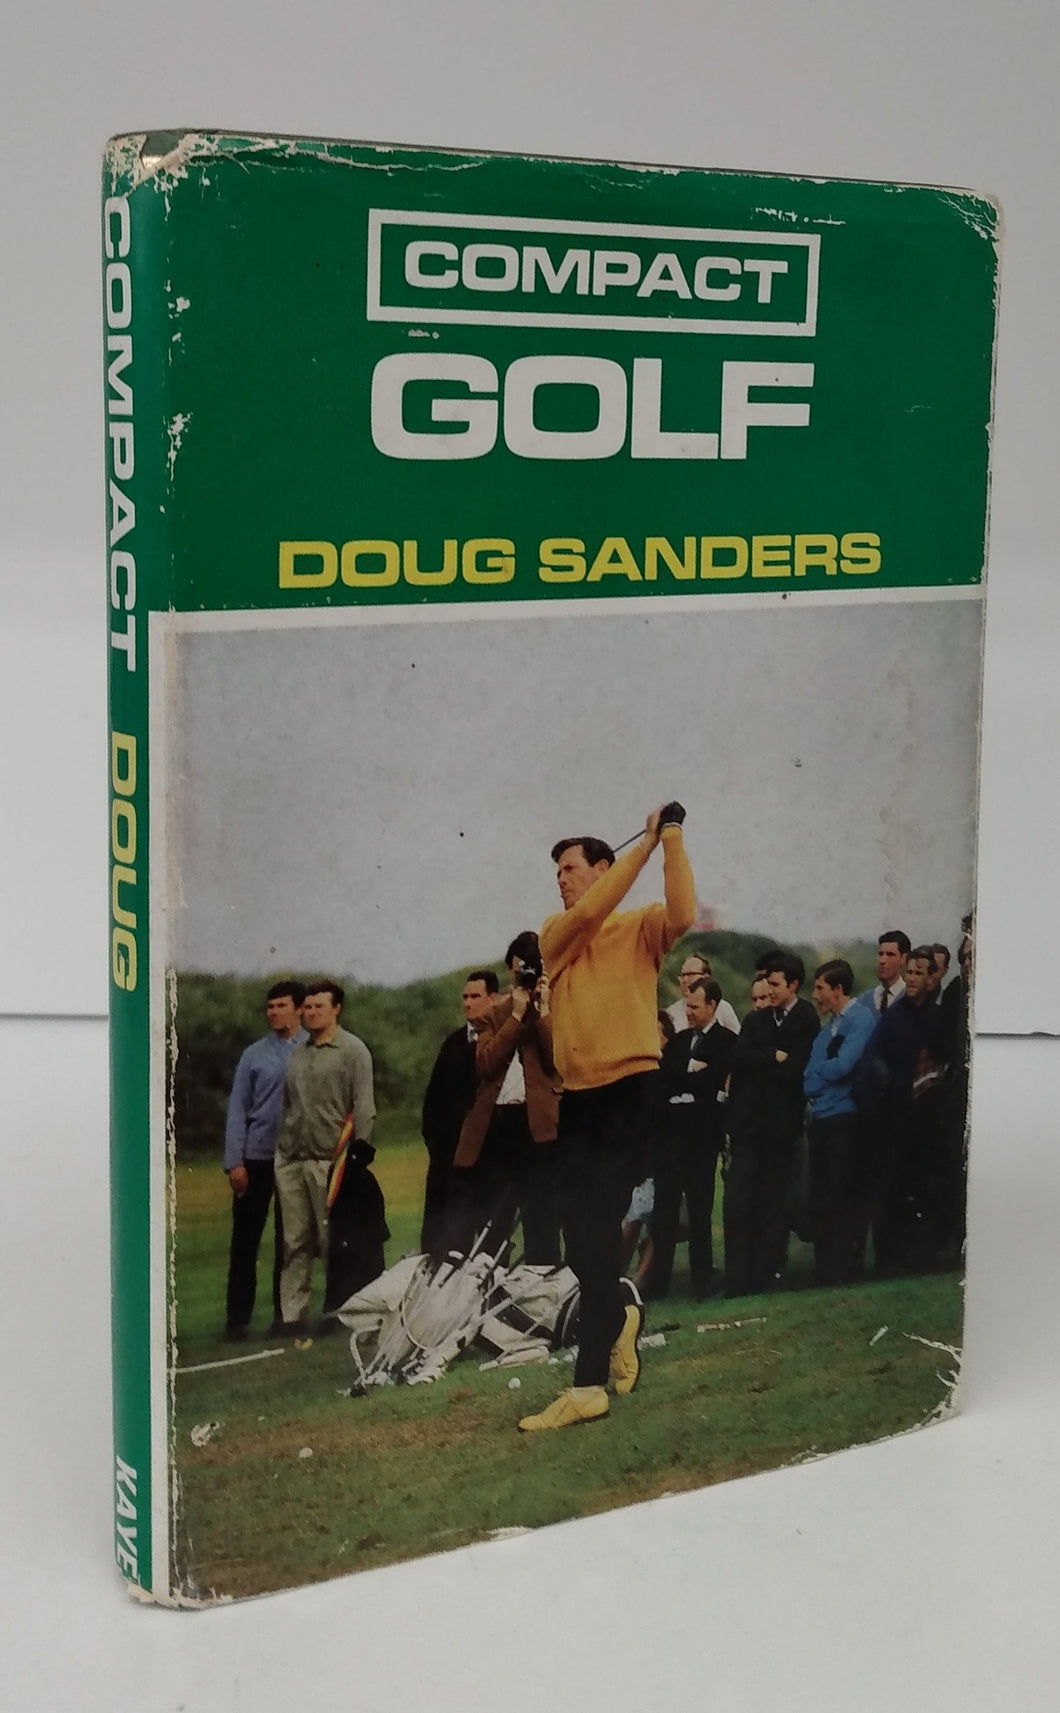 COMPACT
GOLF
DOUG SANDERS
COMPACT DOUG
KAYE